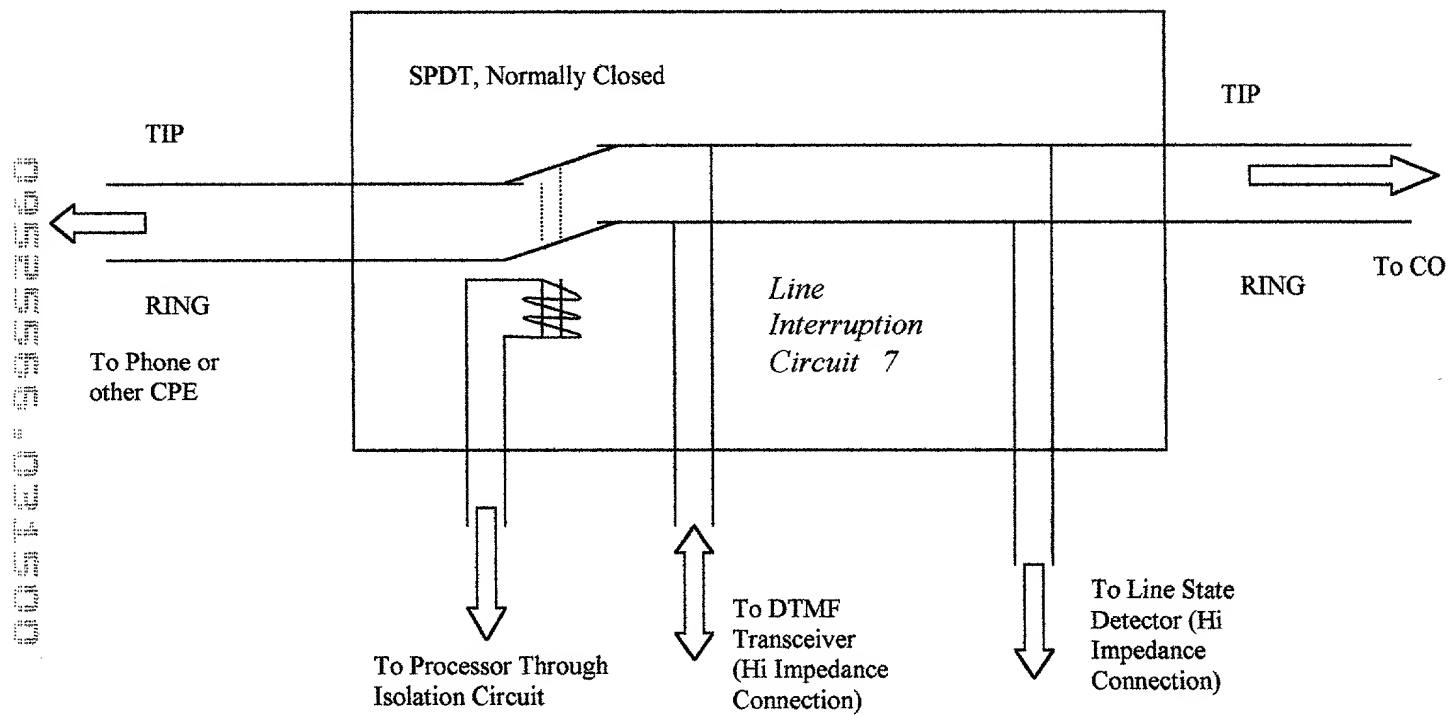 SPDT, Normally Closed
TIP
TIP
RING
To Phone or
other CPE
Line
Interruption
Circuit 7
RING
To CO
To Processor Through
Isolation Circuit
To DTMF
Transceiver
(Hi Impedance
Connection)
To Line State
Detector (Hi
Impedance
Connection)